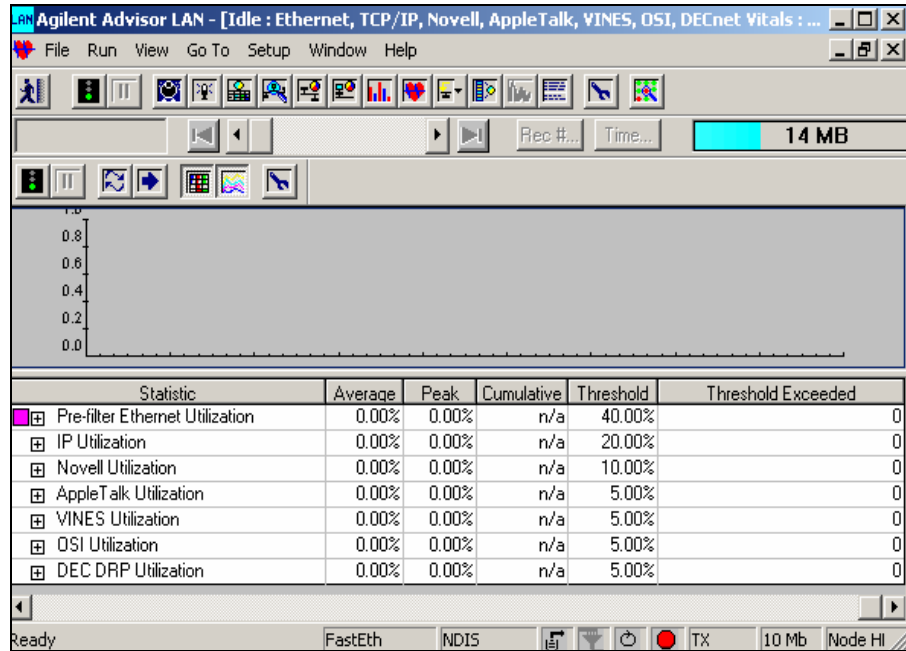 LAN Agilent Advisor LAN - [Idle : Ethernet, TCP/IP, Novell, AppleTalk, VINES, OSI, DECnet Vitals : ...
File Run View Go To Setup Window Help
Rec #... Time... 14 MB
1.0
0.8
0.6
0.4
0.2
0.0
Statistic Average Peak Cumulative Threshold Threshold Exceeded
Pre-filter Ethernet Utilization 0.00% 0.00% n/a 40.00% 0
IP Utilization 0.00% 0.00% n/a 20.00% 0
Novell Utilization 0.00% 0.00% n/a 10.00% 0
AppleTalk Utilization 0.00% 0.00% n/a 5.00% 0
VINES Utilization 0.00% 0.00% n/a 5.00% 0
OSI Utilization 0.00% 0.00% n/a 5.00% 0
DEC DRP Utilization 0.00% 0.00% n/a 5.00% 0
Ready FastEth NDIS TX 10 Mb Node HI